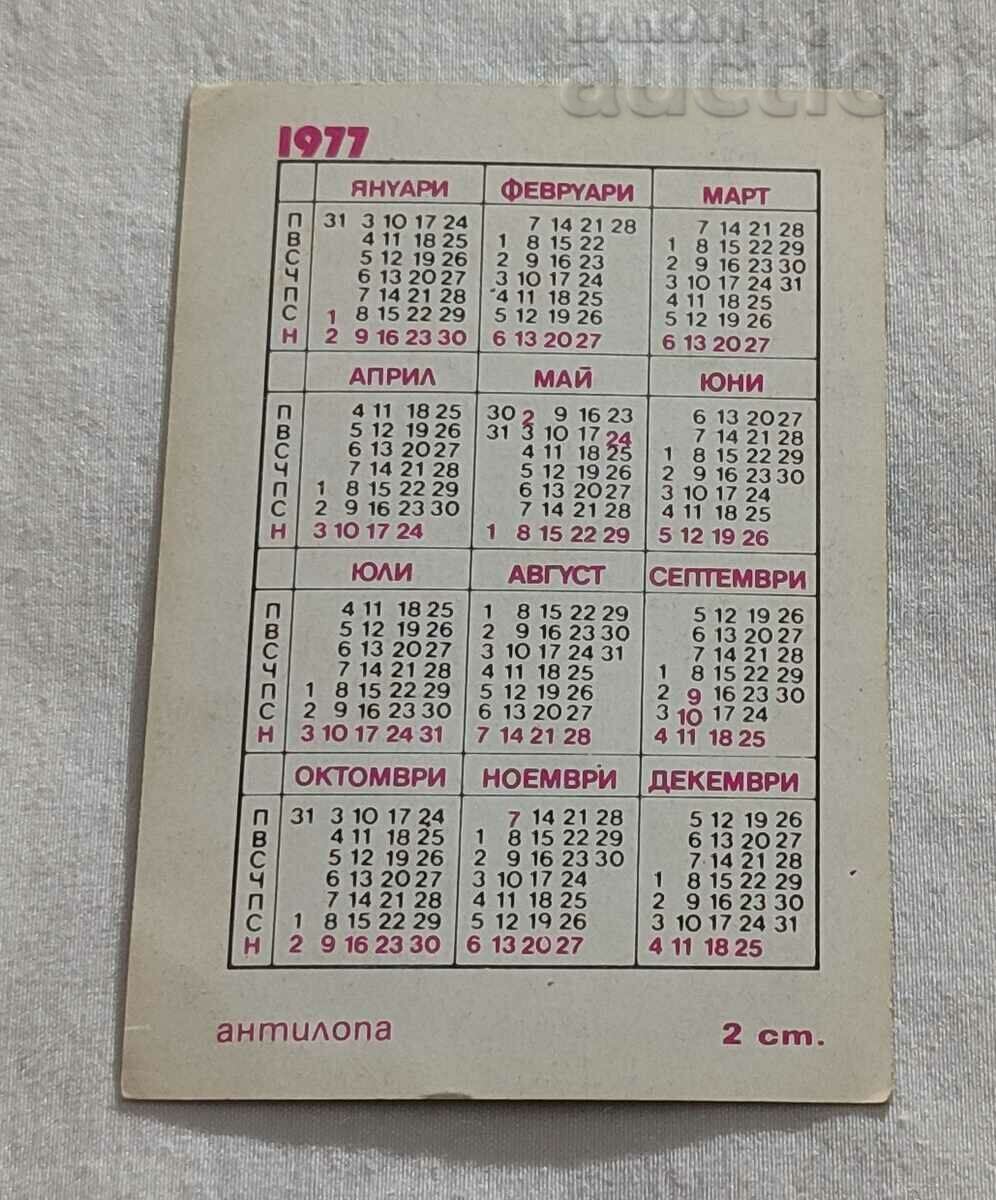 auction
1977
ЯНУАРИ ФЕВРУАРИ МАРТ
П 31 3 10 17 24 7 14 21 28 7 14 21 28
В 4 11 18 25 1 8 15 22 1 8 15 22 29
С 5 12 19 26 2 9 16 23 2 9 16 23 30
Ч 6 13 20 27 3 10 17 24 3 10 17 24 31
П 7 14 21 28 4 11 18 25 4 11 18 25
С 1 8 15 22 29 5 12 19 26 5 12 19 26
Н 2 9 16 23 30 6 13 20 27 6 13 20 27
АПРИЛ МАЙ ЮНИ
П 4 11 18 25 30 2 9 16 23 6 13 20 27
В 5 12 19 26 31 3 10 17 24 7 14 21 28
С 6 13 20 27 4 11 18 25 1 8 15 22 29
Ч 7 14 21 28 5 12 19 26 2 9 16 23 30
П 1 8 15 22 29 6 13 20 27 3 10 17 24
С 2 9 16 23 30 7 14 21 28 4 11 18 25
Н 3 10 17 24 1 8 15 22 29 5 12 19 26
ЮЛИ АВГУСТ СЕПТЕМВРИ
П 4 11 18 25 1 8 15 22 29 5 12 19 26
В 5 12 19 26 2 9 16 23 30 6 13 20 27
С 6 13 20 27 3 10 17 24 31 7 14 21 28
Ч 7 14 21 28 4 11 18 25 1 8 15 22 29
П 1 8 15 22 29 5 12 19 26 2 9 16 23 30
С 2 9 16 23 30 6 13 20 27 3 10 17 24
Н 3 10 17 24 31 7 14 21 28 4 11 18 25
ОКТОМВРИ НОЕМВРИ ДЕКЕМВРИ
П 31 3 10 17 24 7 14 21 28 5 12 19 26
В 4 11 18 25 1 8 15 22 29 6 13 20 27
С 5 12 19 26 2 9 16 23 30 7 14 21 28
Ч 6 13 20 27 3 10 17 24 1 8 15 22 29
П 7 14 21 28 4 11 18 25 2 9 16 23 30
С 1 8 15 22 29 5 12 19 26 3 10 17 24 31
Н 2 9 16 23 30 6 13 20 27 4 11 18 25
антилопа 2 ст.